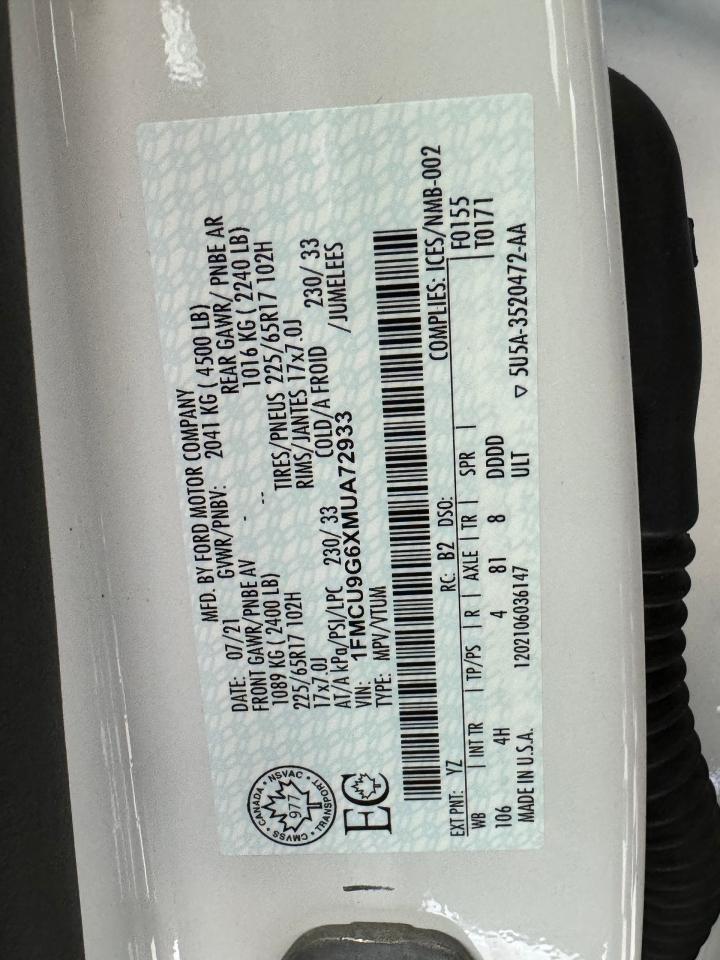 MFD. BY FORD MOTOR COMPANY
DATE: 07/21 GVWR/PNBV: 2041 KG ( 4500 LB)
FRONT GAWR/PNBE AV - REAR GAWR/ PNBE AR
1089 KG ( 2400 LB) -- 1016 KG ( 2240 LB)
225/65R17 102H TIRES/PNEUS 225/65R17 102H
17x7.0J RIMS/JANTES 17x7.0J
AT/A kPa/PSI/LPC 230/ 33 COLD/A FROID 230/ 33
VIN: 1FMCU9G6XMUA72933 /JUMELEES
TYPE: MPV/VTUM
CANADA • NSVAC • TRANSPORT • CMVSS •
977
EC
COMPLIES: ICES/NMB-002
EXT PNT: YZ RC: B2 DSO: F0155
WB | INT TR | TP/PS | R | AXLE | TR | SPR | T0171
106 4H 4 81 8 DDDD
MADE IN U.S.A. 1202106036147 ULT ▽ 5U5A-3520472-AA